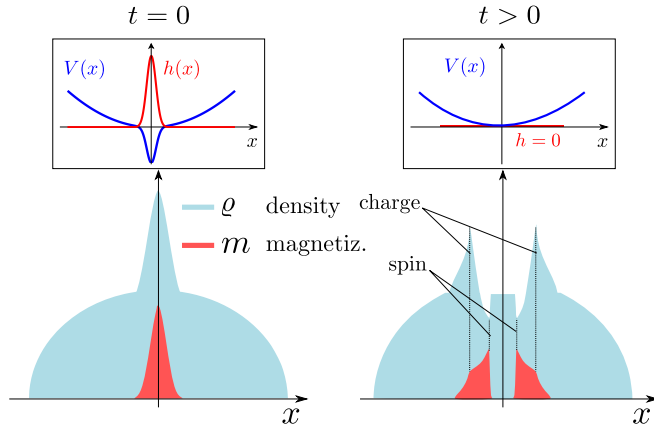 t = 0
t > 0
V(x)
h(x)
x
V(x)
h = 0
x
ϱ density
m magnetiz.
charge
spin
x
x